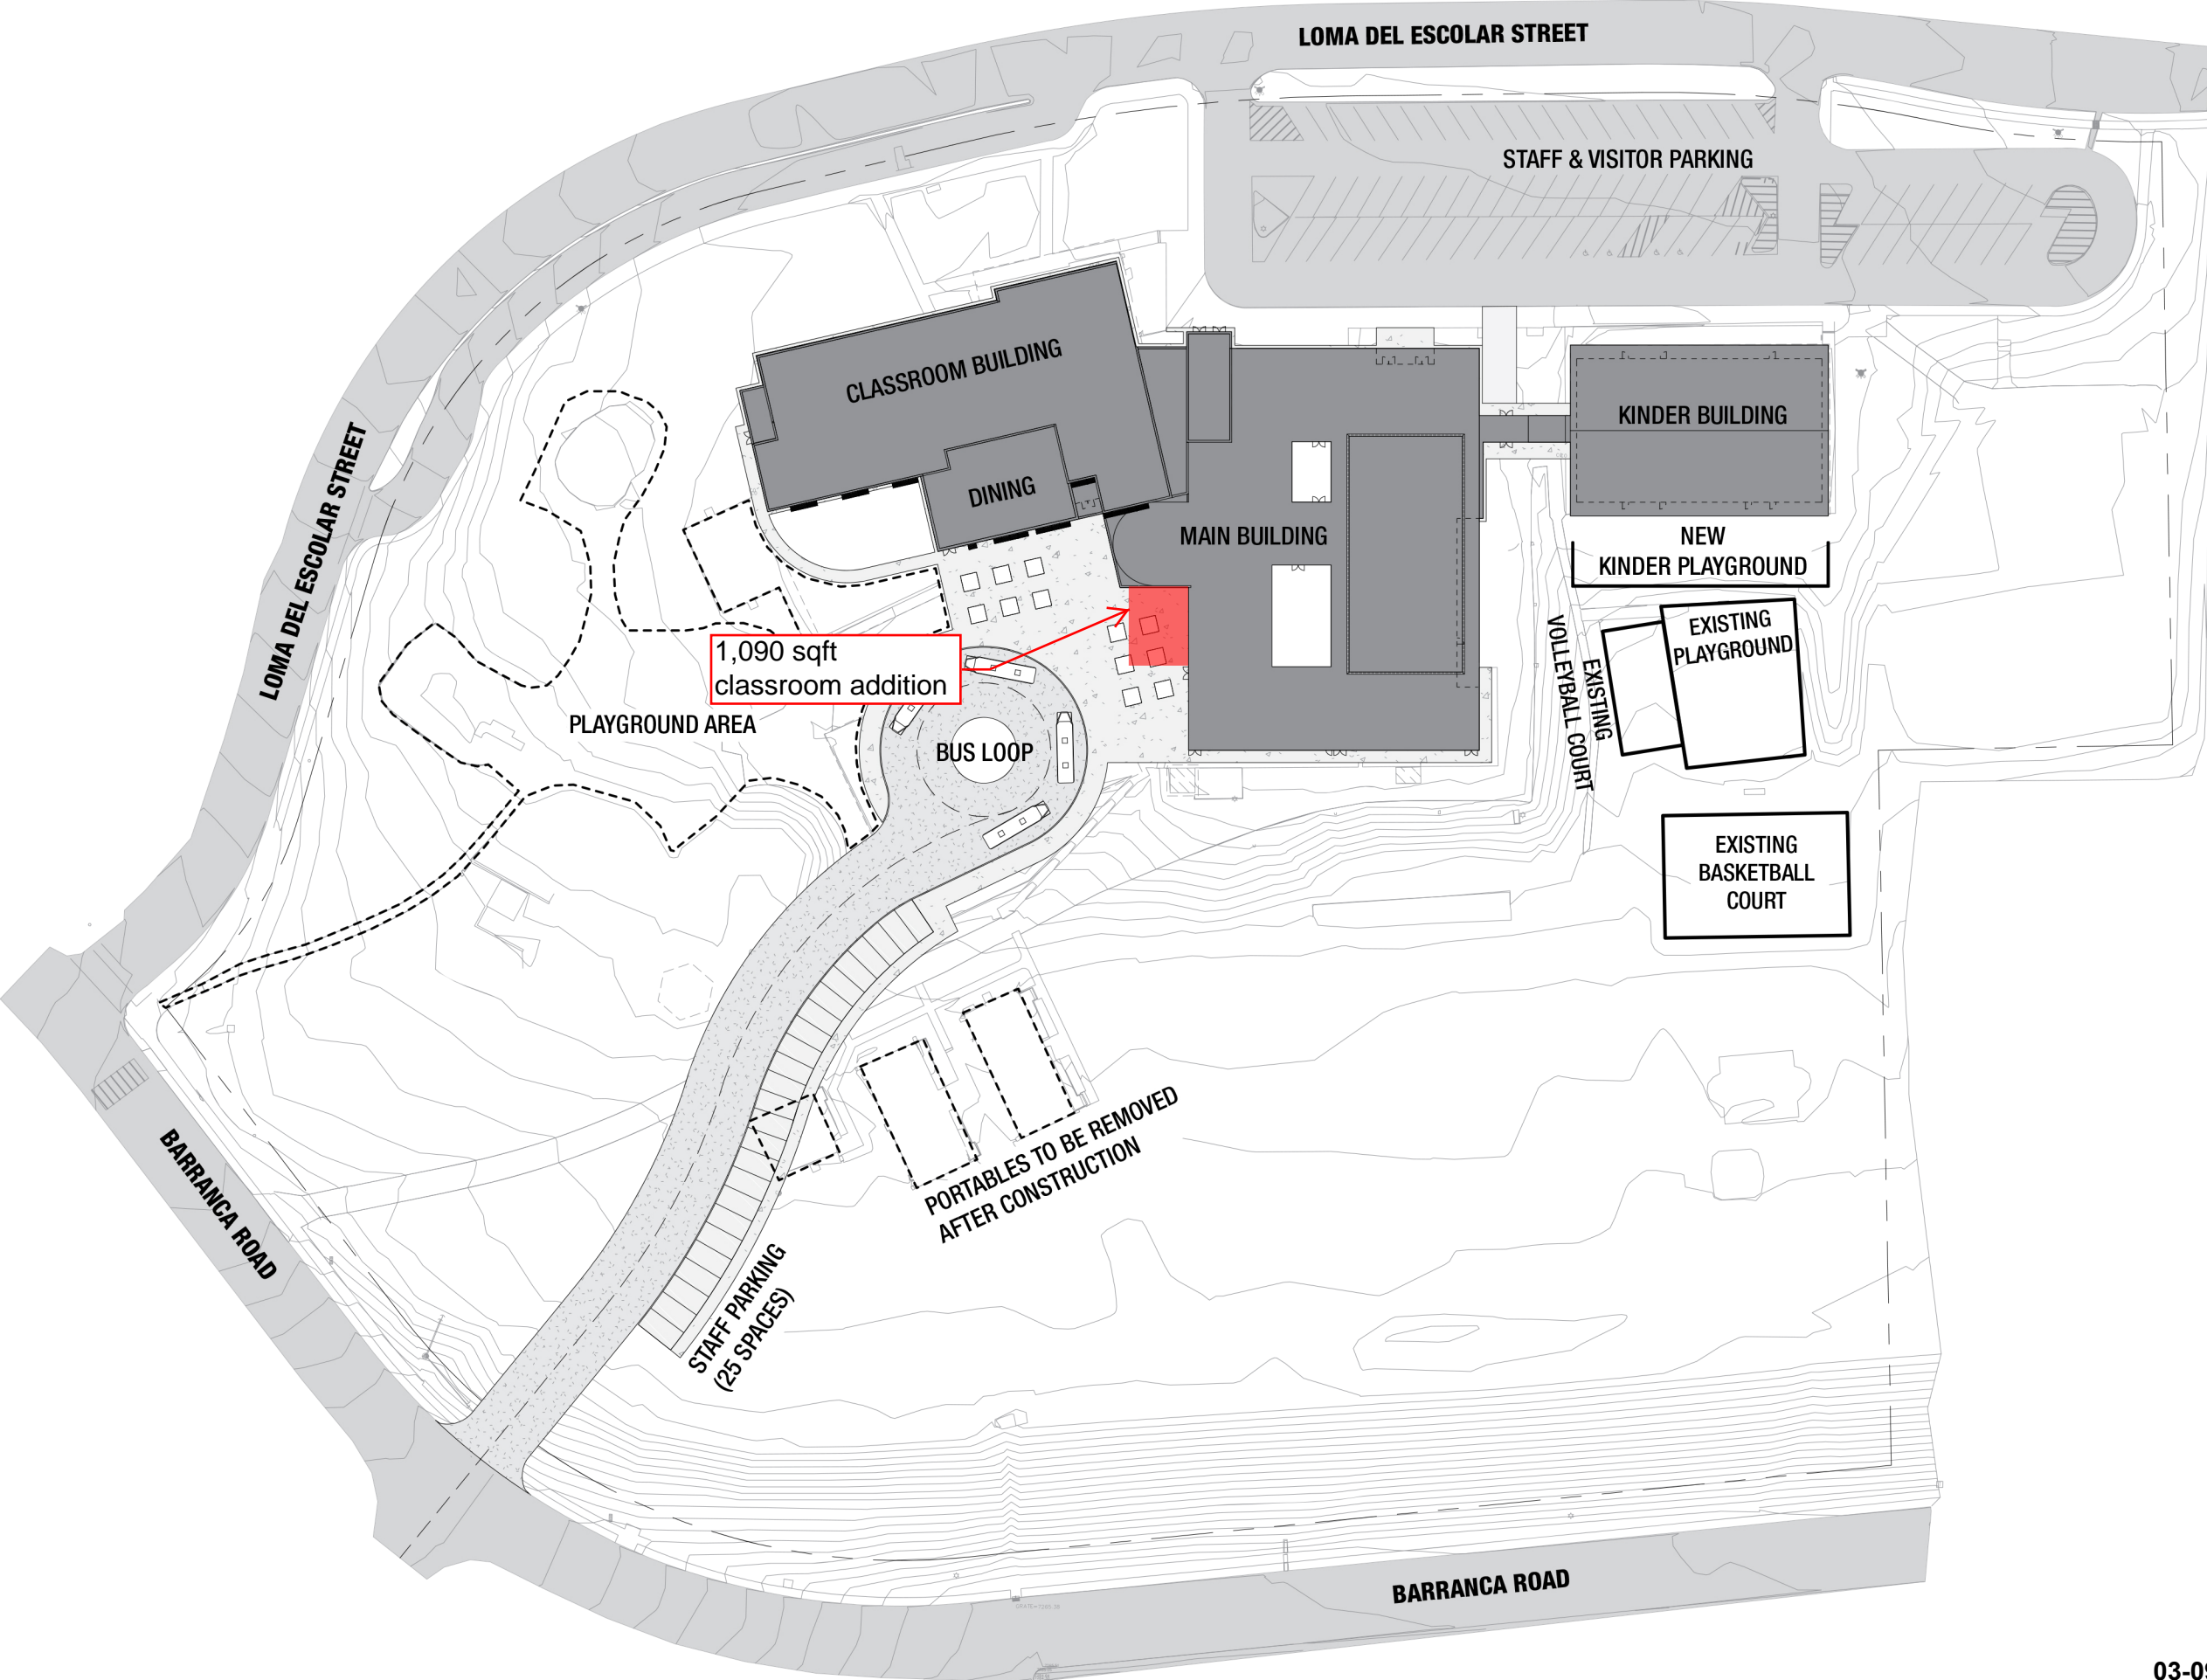 LOMA DEL ESCOLAR STREET
STAFF & VISITOR PARKING
CLASSROOM BUILDING
KINDER BUILDING
DINING
MAIN BUILDING
NEW
KINDER PLAYGROUND
LOMA DEL ESCOLAR STREET
EXISTING
PLAYGROUND
EXISTING
VOLLEYBALL COURT
1,090 sqft
classroom addition
PLAYGROUND AREA
BUS LOOP
EXISTING
BASKETBALL
COURT
PORTABLES TO BE REMOVED
AFTER CONSTRUCTION
BARRANCA ROAD
STAFF PARKING
(25 SPACES)
BARRANCA ROAD